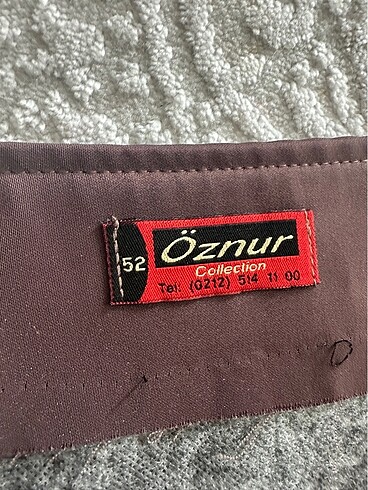 52
Öznur
Collection
Tel: (0212) 514 11 00